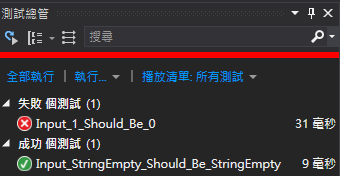 測試總管
搜尋
全部執行 | 執行... | 播放清單: 所有測試
失敗 個測試 (1)
Input_1_Should_Be_0 31 毫秒
成功 個測試 (1)
Input_StringEmpty_Should_Be_StringEmpty 9 毫秒